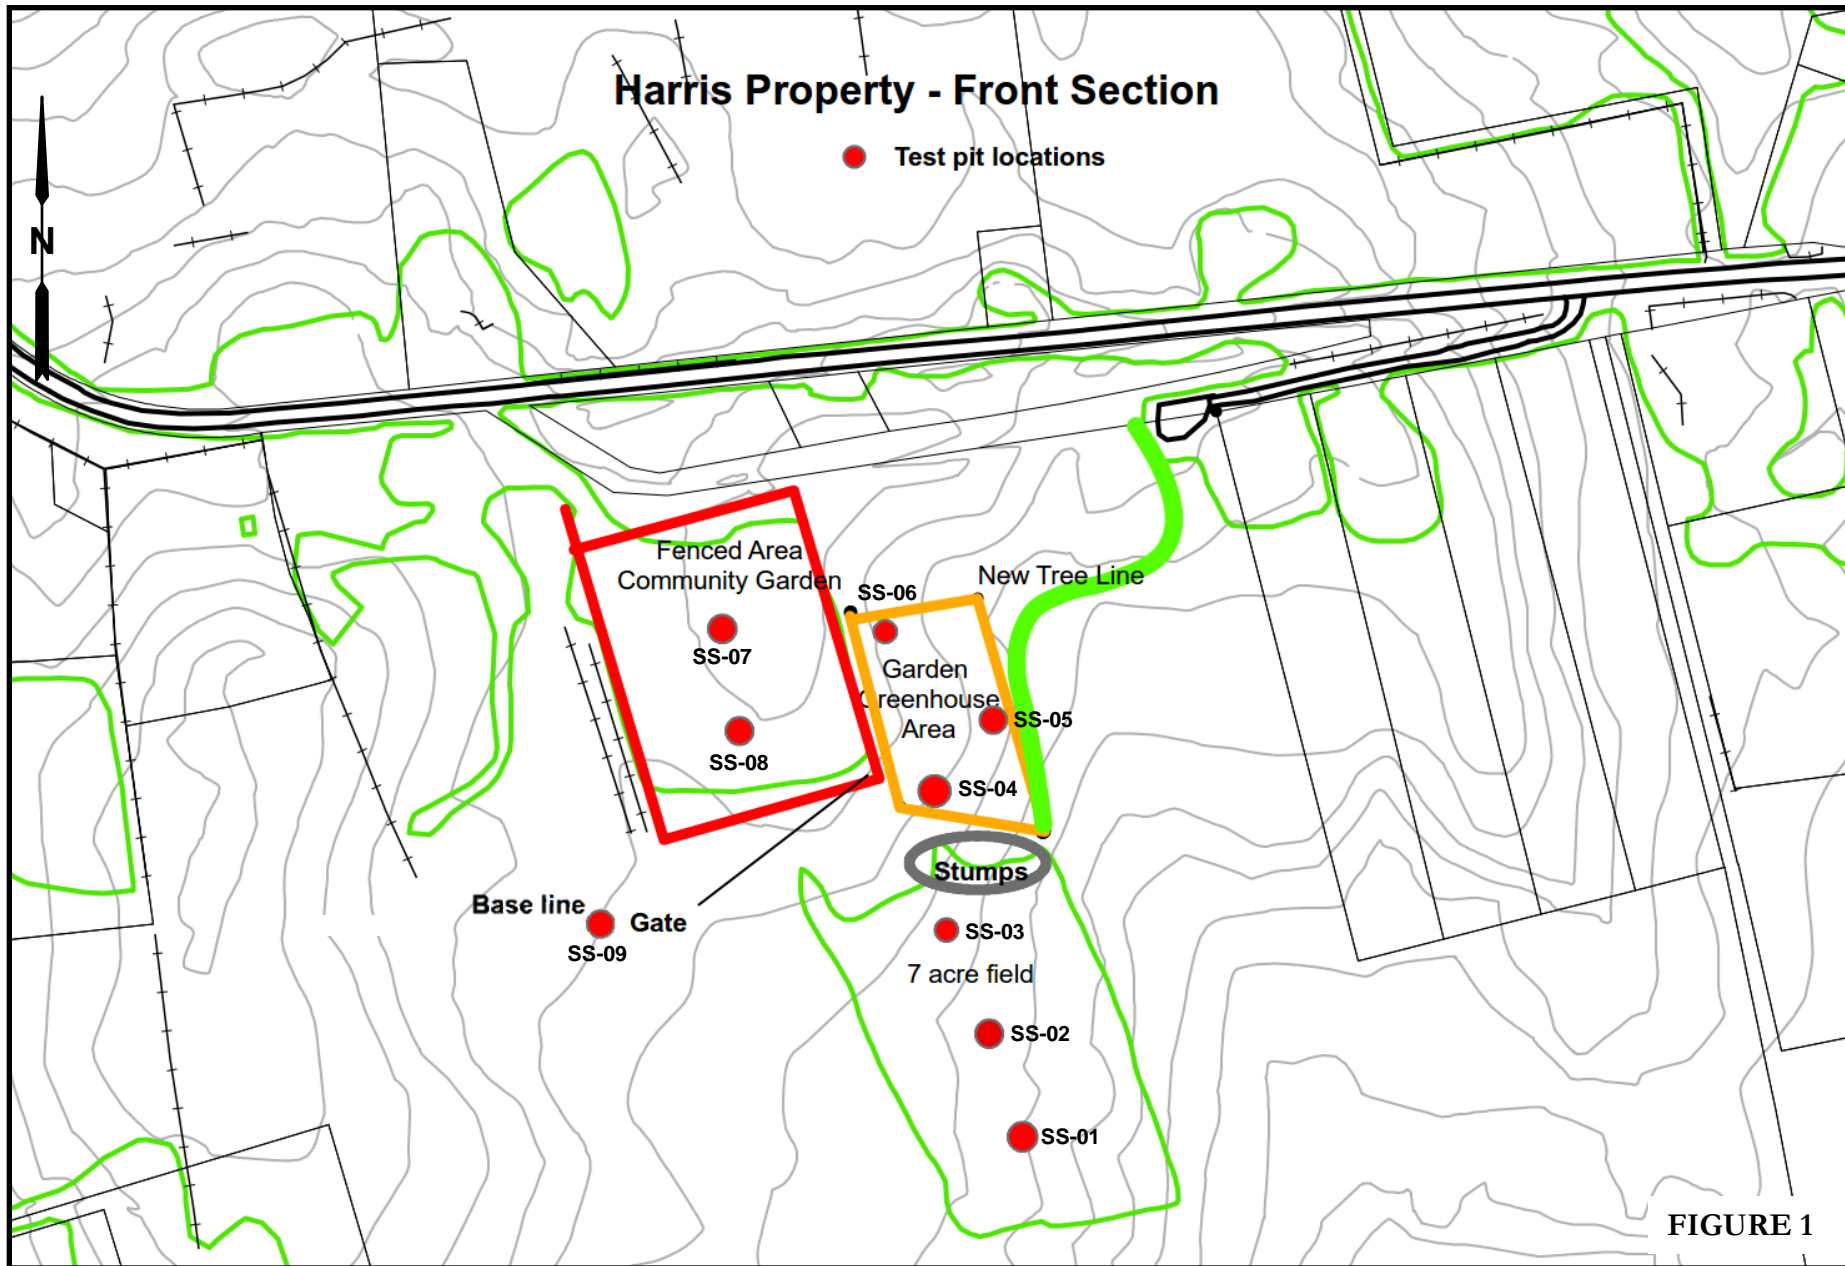 Harris Property - Front Section
Test pit locations
N
Fenced Area
Community Garden
New Tree Line
SS-06
SS-07
Garden
Greenhouse
Area
SS-05
SS-08
SS-04
Stumps
Base line
Gate
SS-03
SS-09
7 acre field
SS-02
SS-01
FIGURE 1